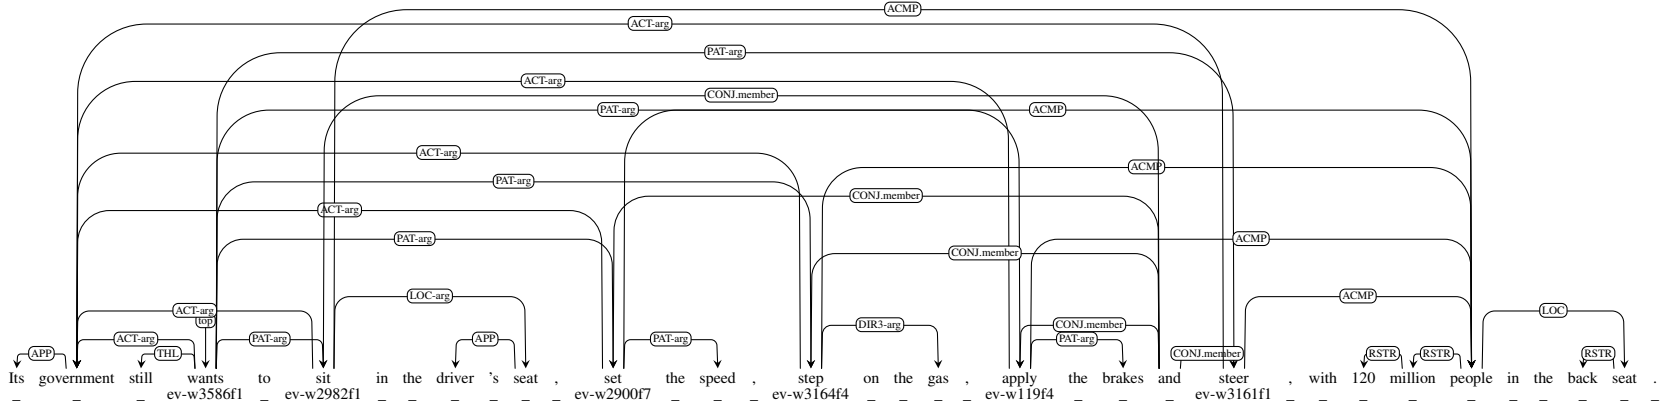 ACMP
ACT-arg
PAT-arg
ACT-arg
CONJ.member
PAT-arg ACMP
ACT-arg
ACMP
PAT-arg
CONJ.member
ACT-arg
PAT-arg ACMP
CONJ.member
LOC-arg ACMP
ACT-arg LOC
top
DIR3-arg CONJ.member
ACT-arg PAT-arg APP PAT-arg PAT-arg
APP THL CONJ.member RSTR RSTR RSTR
Its government still wants to sit in the driver 's seat , set the speed , step on the gas , apply the brakes and steer , with 120 million people in the back seat .
_ _ _ ev-w3586f1 _ ev-w2982f1 _ _ _ _ _ _ ev-w2900f7 _ _ _ ev-w3164f4 _ _ _ _ ev-w119f4 _ _ _ ev-w3161f1 _ _ _ _ _ _ _ _ _ _